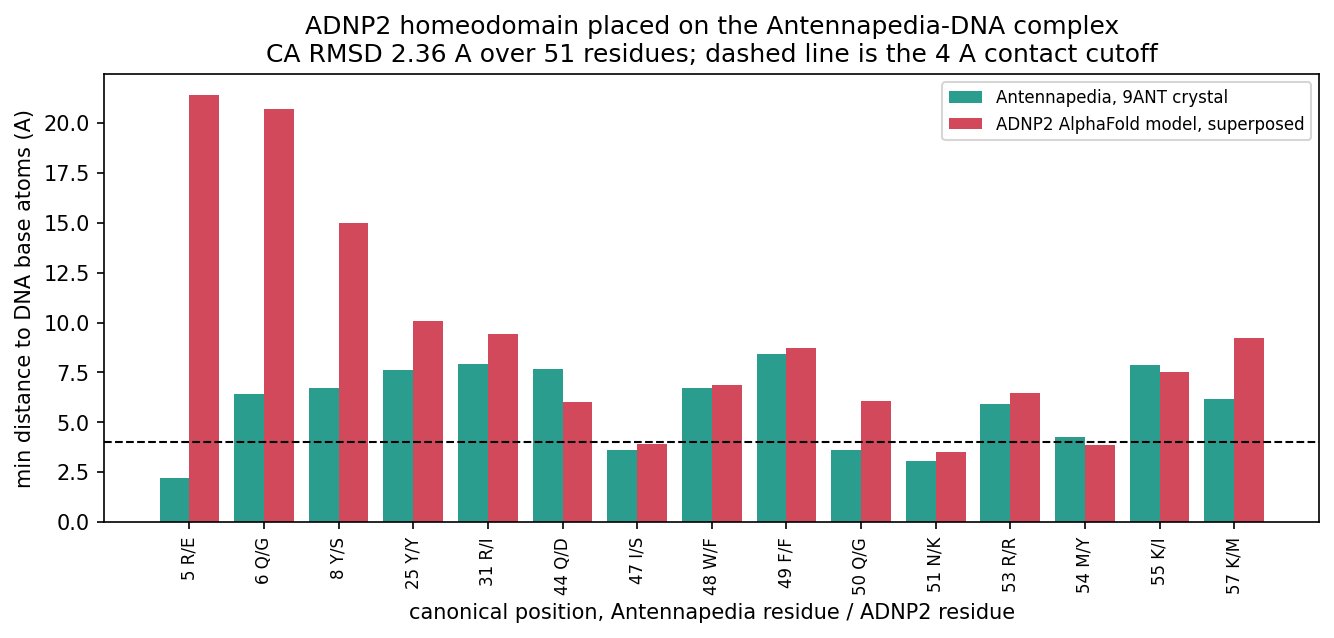 ADNP2 homeodomain placed on the Antennapedia-DNA complex
CA RMSD 2.36 A over 51 residues; dashed line is the 4 A contact cutoff
Antennapedia, 9ANT crystal
ADNP2 AlphaFold model, superposed
min distance to DNA base atoms (A)
20.0
17.5
15.0
12.5
10.0
7.5
5.0
2.5
0.0
5 R/E
6 Q/G
8 Y/S
25 Y/Y
31 R/I
44 Q/D
47 I/S
48 W/F
49 F/F
50 Q/G
51 N/K
53 R/R
54 M/Y
55 K/I
57 K/M
canonical position, Antennapedia residue / ADNP2 residue